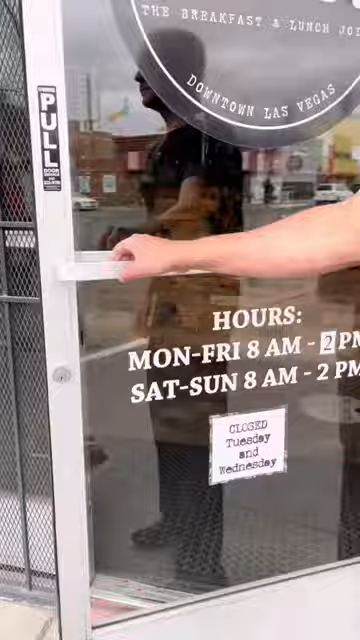 THE BREAKFAST & LUNCH
DOWNTOWN LAS VEGAS
PULL
HOURS:
MON-FRI 8 AM - 2 PM
SAT-SUN 8 AM - 2 PM
CLOSED
Tuesday
and
Wednesday